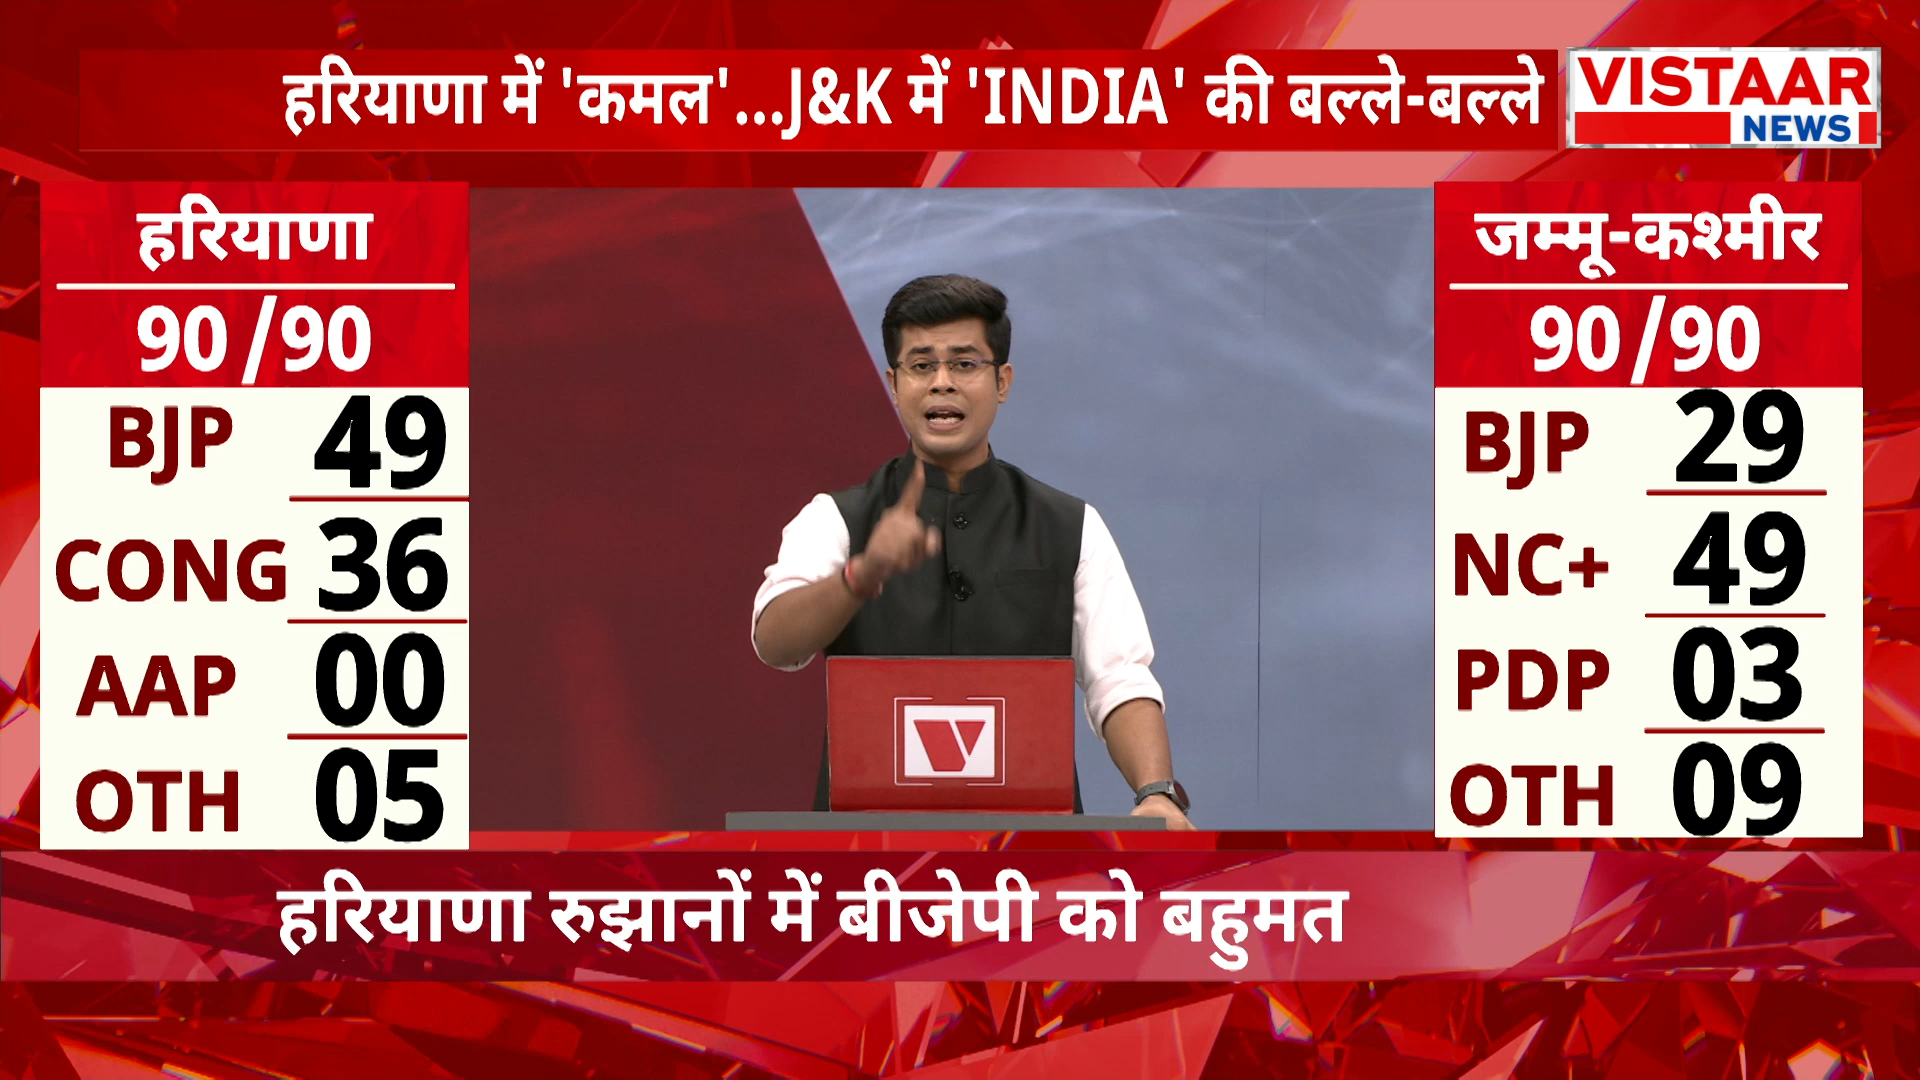 हरियाणा में 'कमल'...J&K में 'INDIA' की बल्ले-बल्ले
VISTAAR
NEWS
हरियाणा
90/90
BJP 49
CONG 36
AAP 00
OTH 05
जम्मू-कश्मीर
90/90
BJP 29
NC+ 49
PDP 03
OTH 09
हरियाणा रुझानों में बीजेपी को बहुमत